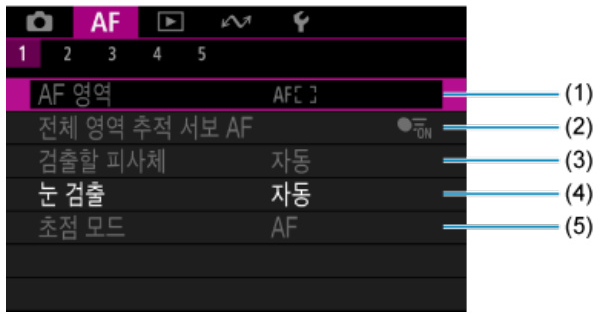 AF
1 2 3 4 5
AF 영역 AF[ ] (1)
전체 영역 추적 서보 AF ON (2)
검출할 피사체 자동 (3)
눈 검출 자동 (4)
초점 모드 AF (5)